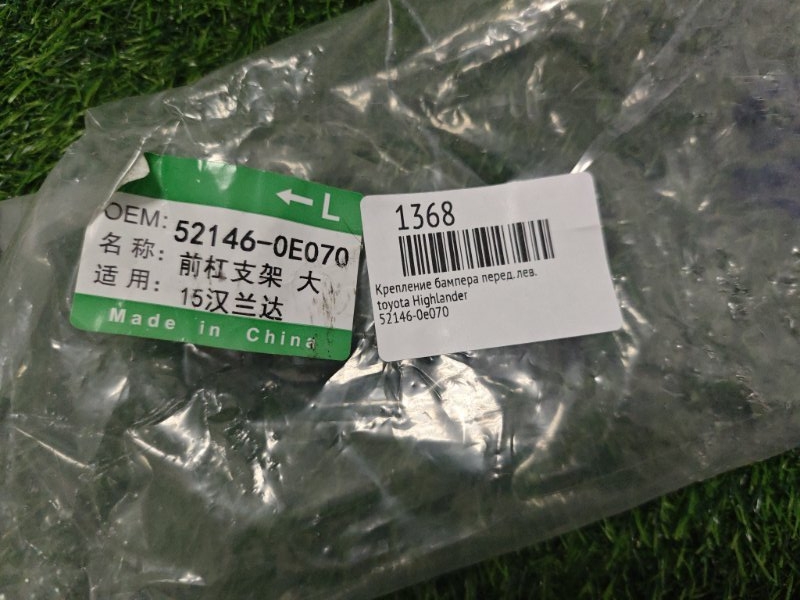 ←L
OEM: 52146-0E070
名 称: 前杠支架 大
适 用: 15汉兰达
Made in China
1368
Крепление бампера перед.лев.
toyota Highlander
52146-0e070